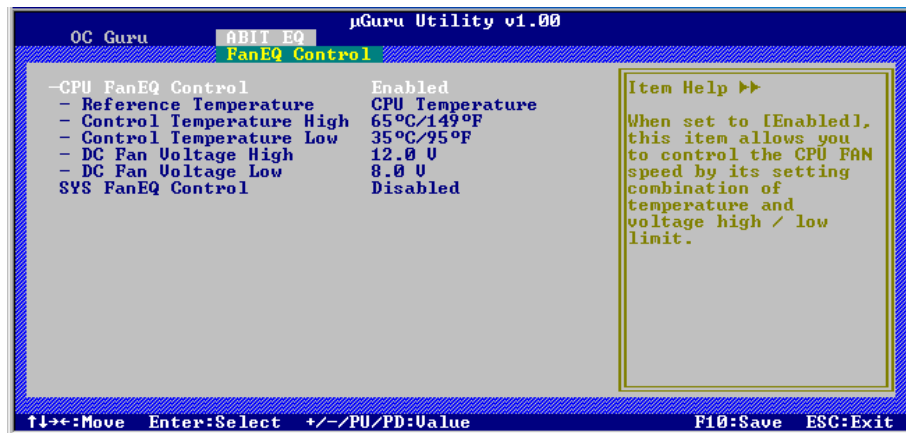 µGuru Utility v1.00
OC Guru ABIT EQ
FanEQ Control
-CPU FanEQ Control Enabled
- Reference Temperature CPU Temperature
- Control Temperature High 65ºC/149ºF
- Control Temperature Low 35ºC/95ºF
- DC Fan Voltage High 12.0 V
- DC Fan Voltage Low 8.0 V
SYS FanEQ Control Disabled
Item Help ►►
When set to [Enabled],
this item allows you
to control the CPU FAN
speed by its setting
combination of
temperature and
voltage high / low
limit.
↑↓→←:Move Enter:Select +/-/PU/PD:Value F10:Save ESC:Exit